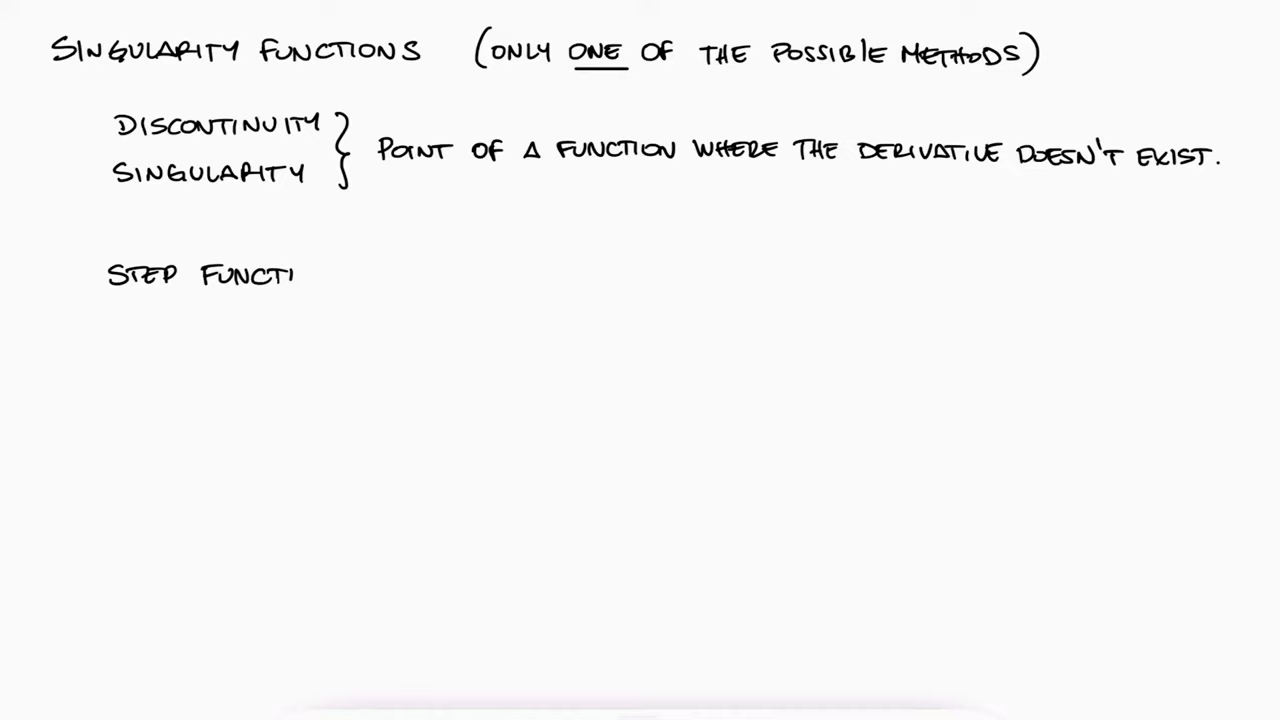 SINGULARITY FUNCTIONS (ONLY ONE OF THE POSSIBLE METHODS)
DISCONTINUITY
SINGULARITY
POINT OF A FUNCTION WHERE THE DERIVATIVE DOESN'T EXIST.
STEP FUNCTI